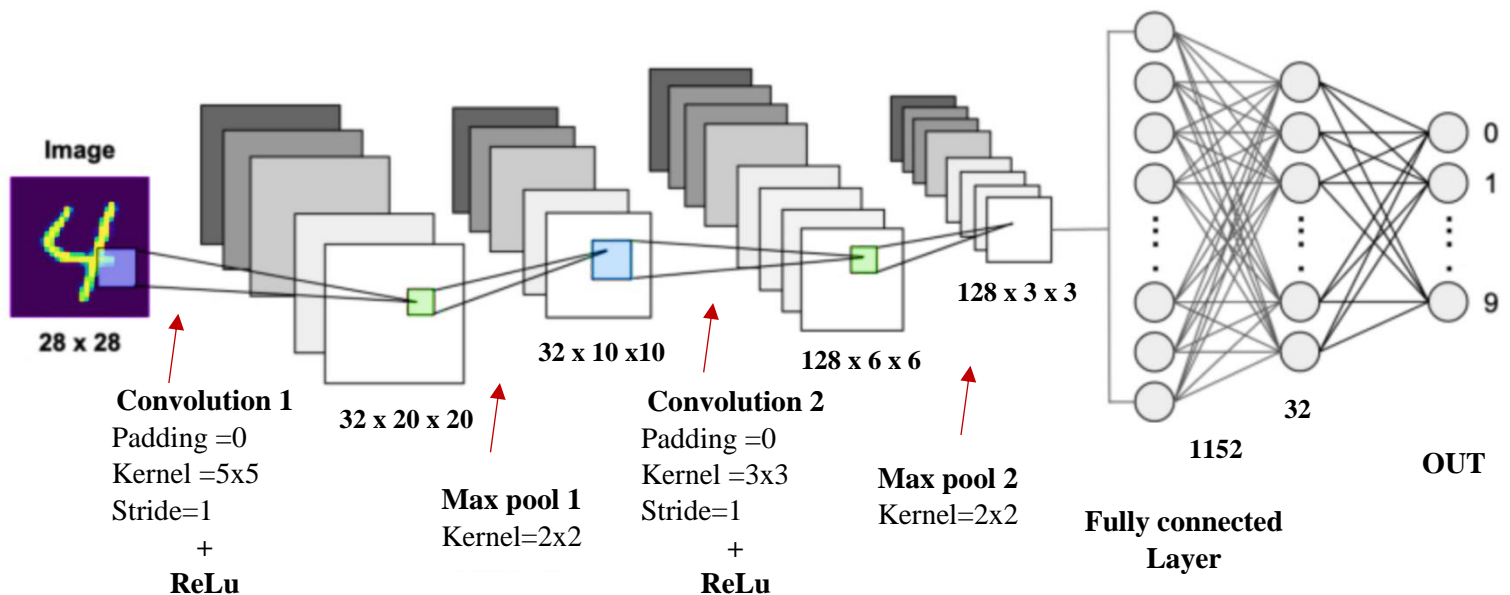 Image
28 x 28
Convolution 1
Padding =0
Kernel =5x5
Stride=1
+
ReLu
32 x 20 x 20
Max pool 1
Kernel=2x2
32 x 10 x10
Convolution 2
Padding =0
Kernel =3x3
Stride=1
+
ReLu
128 x 6 x 6
Max pool 2
Kernel=2x2
128 x 3 x 3
1152
Fully connected
Layer
32
0
1
9
OUT